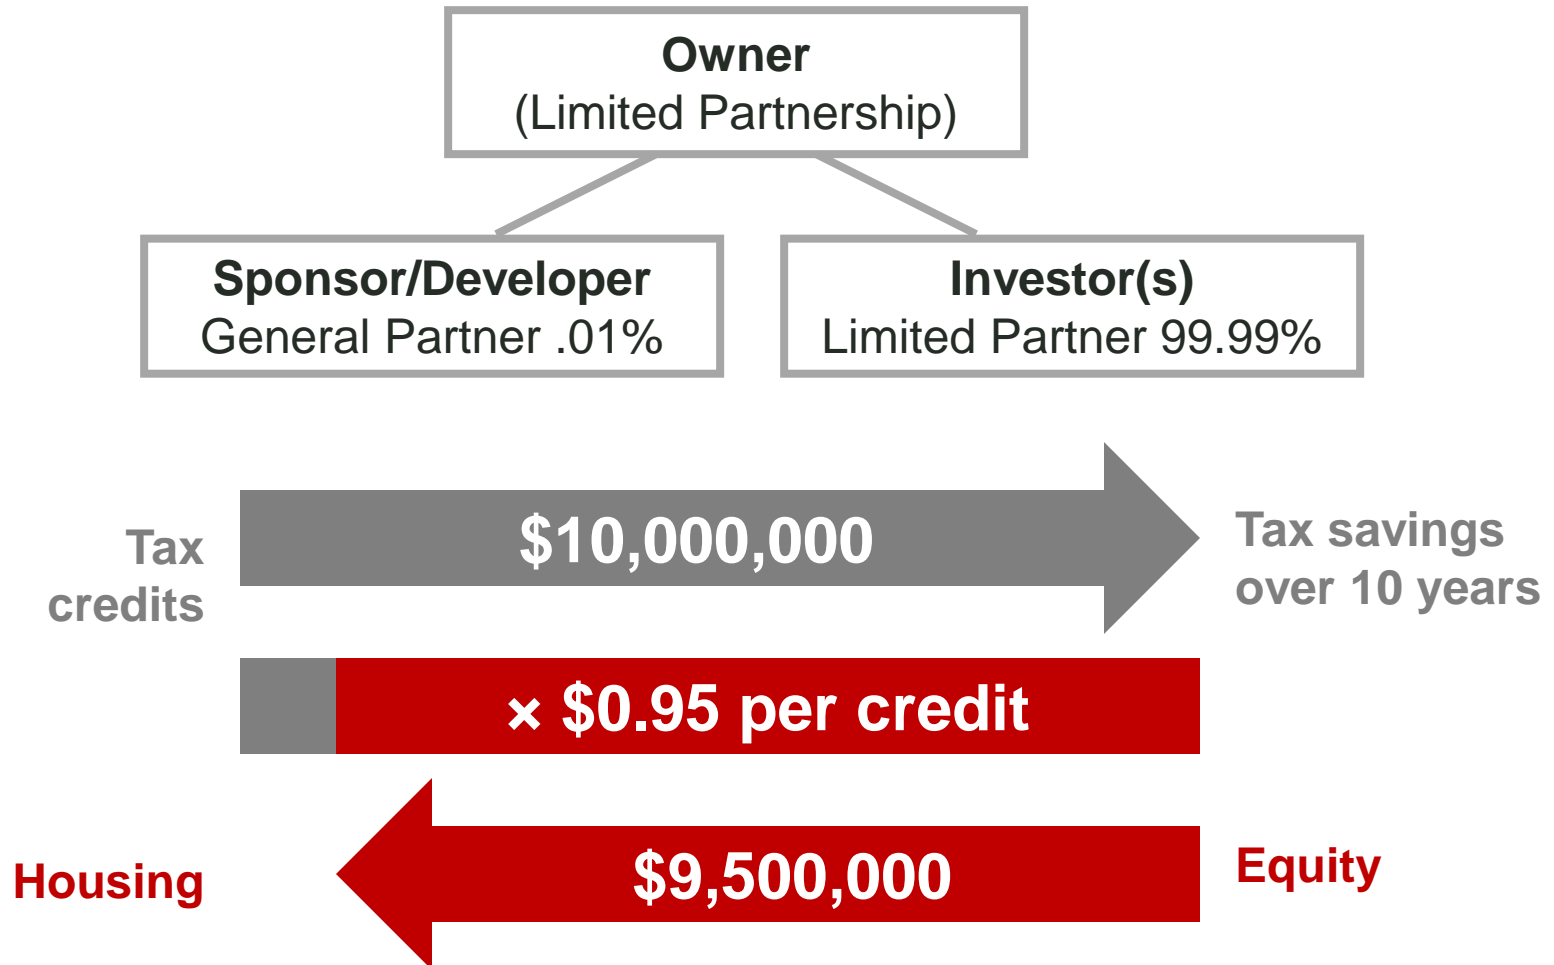 Owner
(Limited Partnership)
Sponsor/Developer
General Partner .01%
Investor(s)
Limited Partner 99.99%
Tax
credits
$10,000,000
Tax savings
over 10 years
× $0.95 per credit
Housing
$9,500,000
Equity